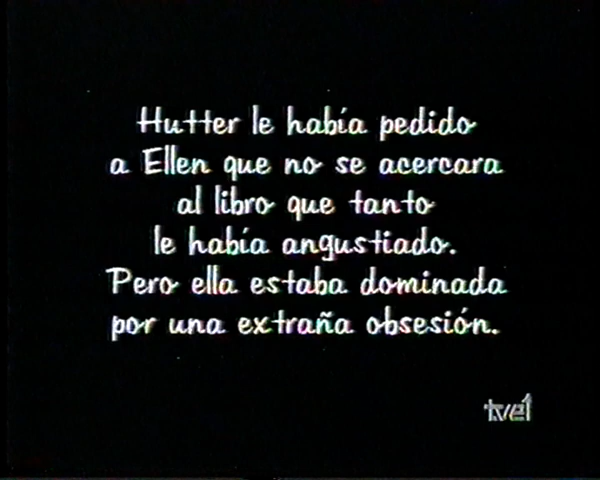 Hutter le había pedido
a Ellen que no se acercara
al libro que tanto
le había angustiado.
Pero ella estaba dominada
por una extraña obsesión.
tve1